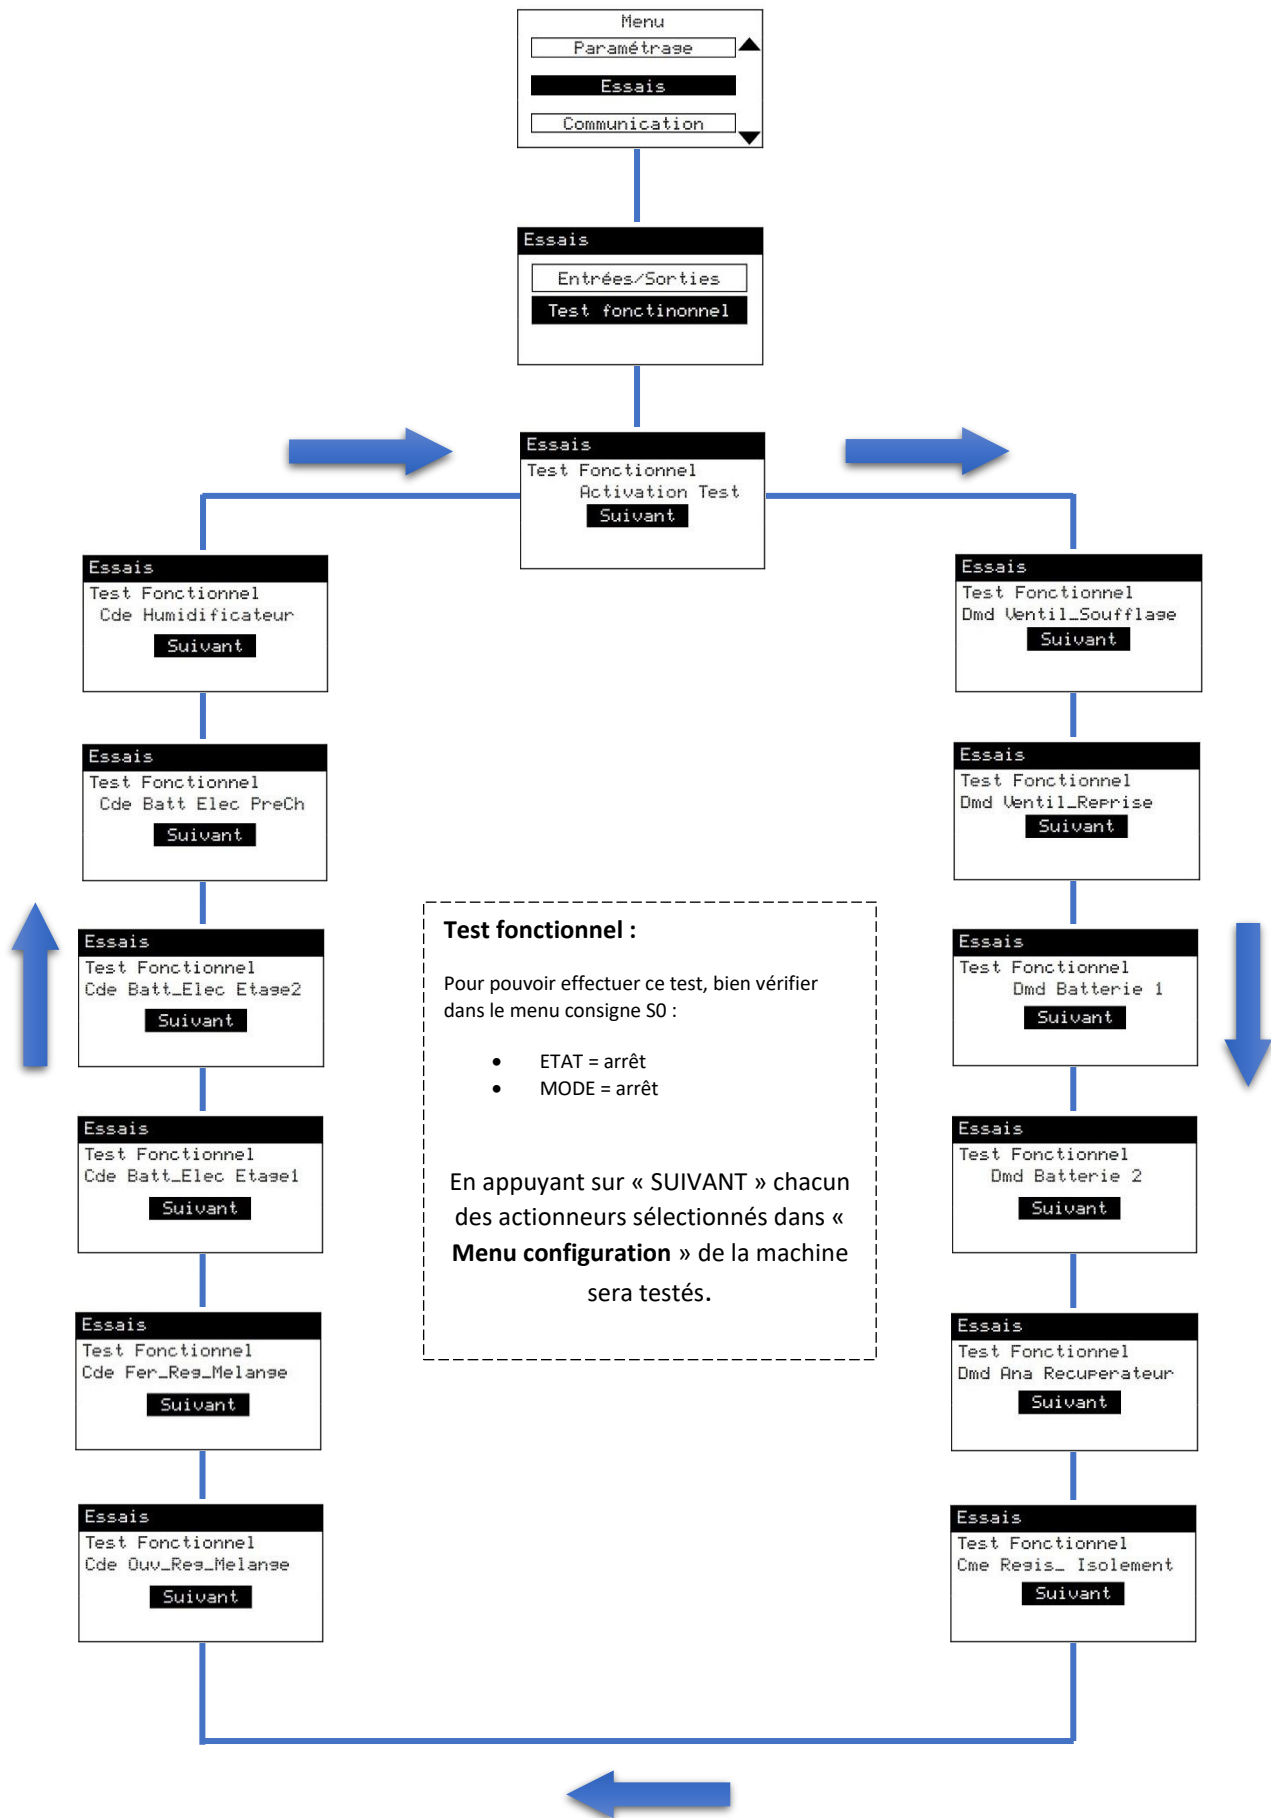 Menu
Paramétrage
Essais
Communication
Essais
Entrées/Sorties
Test fonctinonnel
Essais
Test Fonctionnel
Activation Test
Suivant
Essais
Test Fonctionnel
Dmd Ventil_Soufflage
Suivant
Essais
Test Fonctionnel
Dmd Ventil_Reprise
Suivant
Essais
Test Fonctionnel
Dmd Batterie 1
Suivant
Essais
Test Fonctionnel
Dmd Batterie 2
Suivant
Essais
Test Fonctionnel
Dmd Ana Recuperateur
Suivant
Essais
Test Fonctionnel
Cme Regis_ Isolement
Suivant
Essais
Test Fonctionnel
Cde Ouv_Reg_Melange
Suivant
Essais
Test Fonctionnel
Cde Fer_Reg_Melange
Suivant
Essais
Test Fonctionnel
Cde Batt_Elec Etage1
Suivant
Essais
Test Fonctionnel
Cde Batt_Elec Etage2
Suivant
Essais
Test Fonctionnel
Cde Batt Elec PreCh
Suivant
Essais
Test Fonctionnel
Cde Humidificateur
Suivant
Test fonctionnel :
Pour pouvoir effectuer ce test, bien vérifier
dans le menu consigne S0 :
• ETAT = arrêt
• MODE = arrêt
En appuyant sur « SUIVANT » chacun
des actionneurs sélectionnés dans «
Menu configuration » de la machine
sera testés.